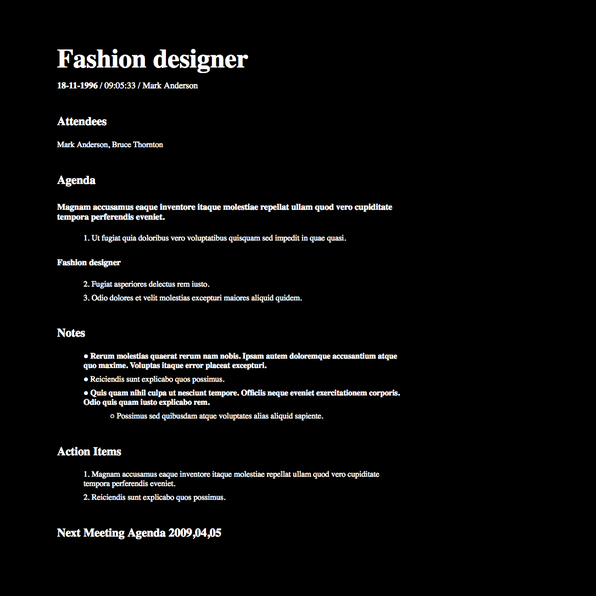 Fashion designer
18-11-1996 / 09:05:33 / Mark Anderson
Attendees
Mark Anderson, Bruce Thornton
Agenda
Magnam accusamus eaque inventore itaque molestiae repellat ullam quod vero cupiditate
tempora perferendis eveniet.
1. Ut fugiat quia doloribus vero voluptatibus quisquam sed impedit in quae quasi.
Fashion designer
2. Fugiat asperiores delectus rem iusto.
3. Odio dolores et velit molestias excepturi maiores aliquid quidem.
Notes
● Rerum molestias quaerat rerum nam nobis. Ipsam autem doloremque accusantium atque
quo maxime. Voluptas itaque error placeat excepturi.
● Reiciendis sunt explicabo quos possimus.
● Quis quam nihil culpa ut nesciunt tempore. Officiis neque eveniet exercitationem corporis.
Odio quis quam iusto explicabo rem.
○ Possimus sed quibusdam atque voluptates alias aliquid sapiente.
Action Items
1. Magnam accusamus eaque inventore itaque molestiae repellat ullam quod vero cupiditate
tempora perferendis eveniet.
2. Reiciendis sunt explicabo quos possimus.
Next Meeting Agenda 2009,04,05